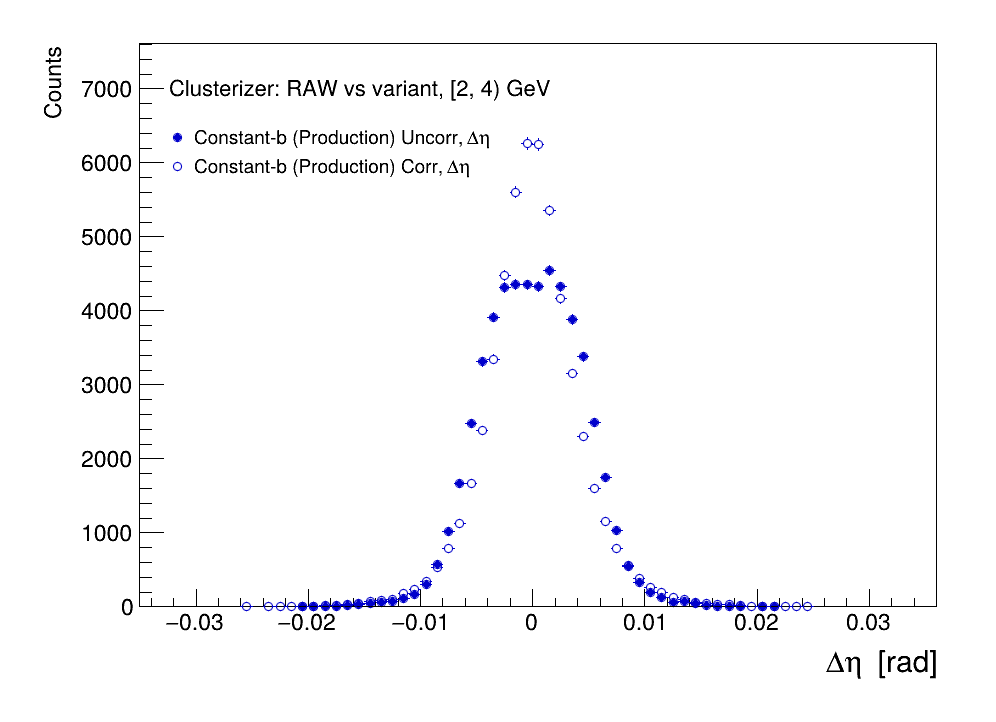 Counts
7000
6000
5000
4000
3000
2000
1000
0
Clusterizer: RAW vs variant, [2, 4) GeV
Constant-b (Production) Uncorr, Δη
Constant-b (Production) Corr, Δη
−0.03 −0.02 −0.01 0 0.01 0.02 0.03
Δη [rad]